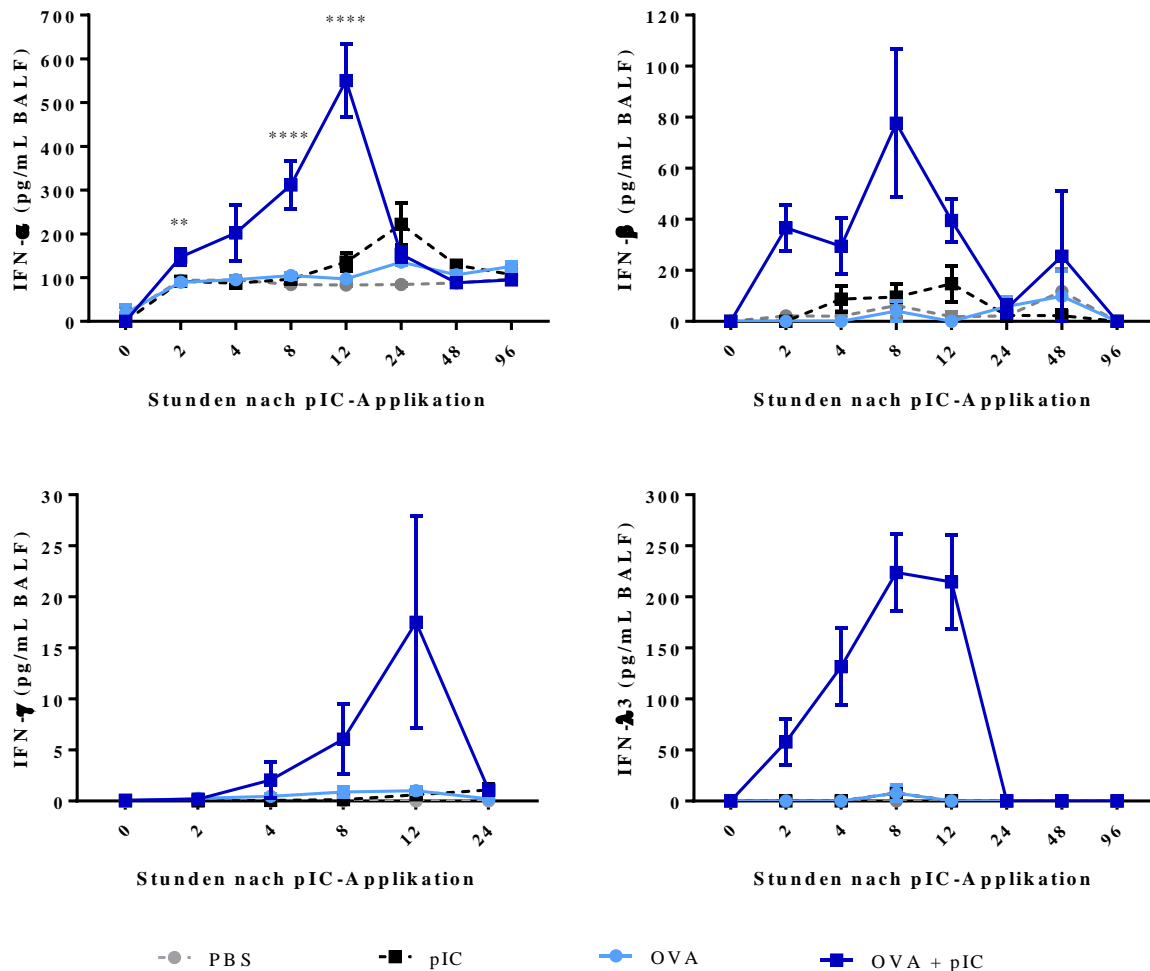 IFN-α (pg/mL BALF)
700
600
500
400
300
200
100
0
**
****
****
0 2 4 8 12 24 48 96
Stunden nach pIC-Applikation
IFN-β (pg/mL BALF)
120
100
80
60
40
20
0
0 2 4 8 12 24 48 96
Stunden nach pIC-Applikation
IFN-γ (pg/mL BALF)
30
25
20
15
10
5
0
0 2 4 8 12 24
Stunden nach pIC-Applikation
IFN-λ3 (pg/mL BALF)
300
250
200
150
100
50
0
0 2 4 8 12 24 48 96
Stunden nach pIC-Applikation
PBS pIC OVA OVA + pIC